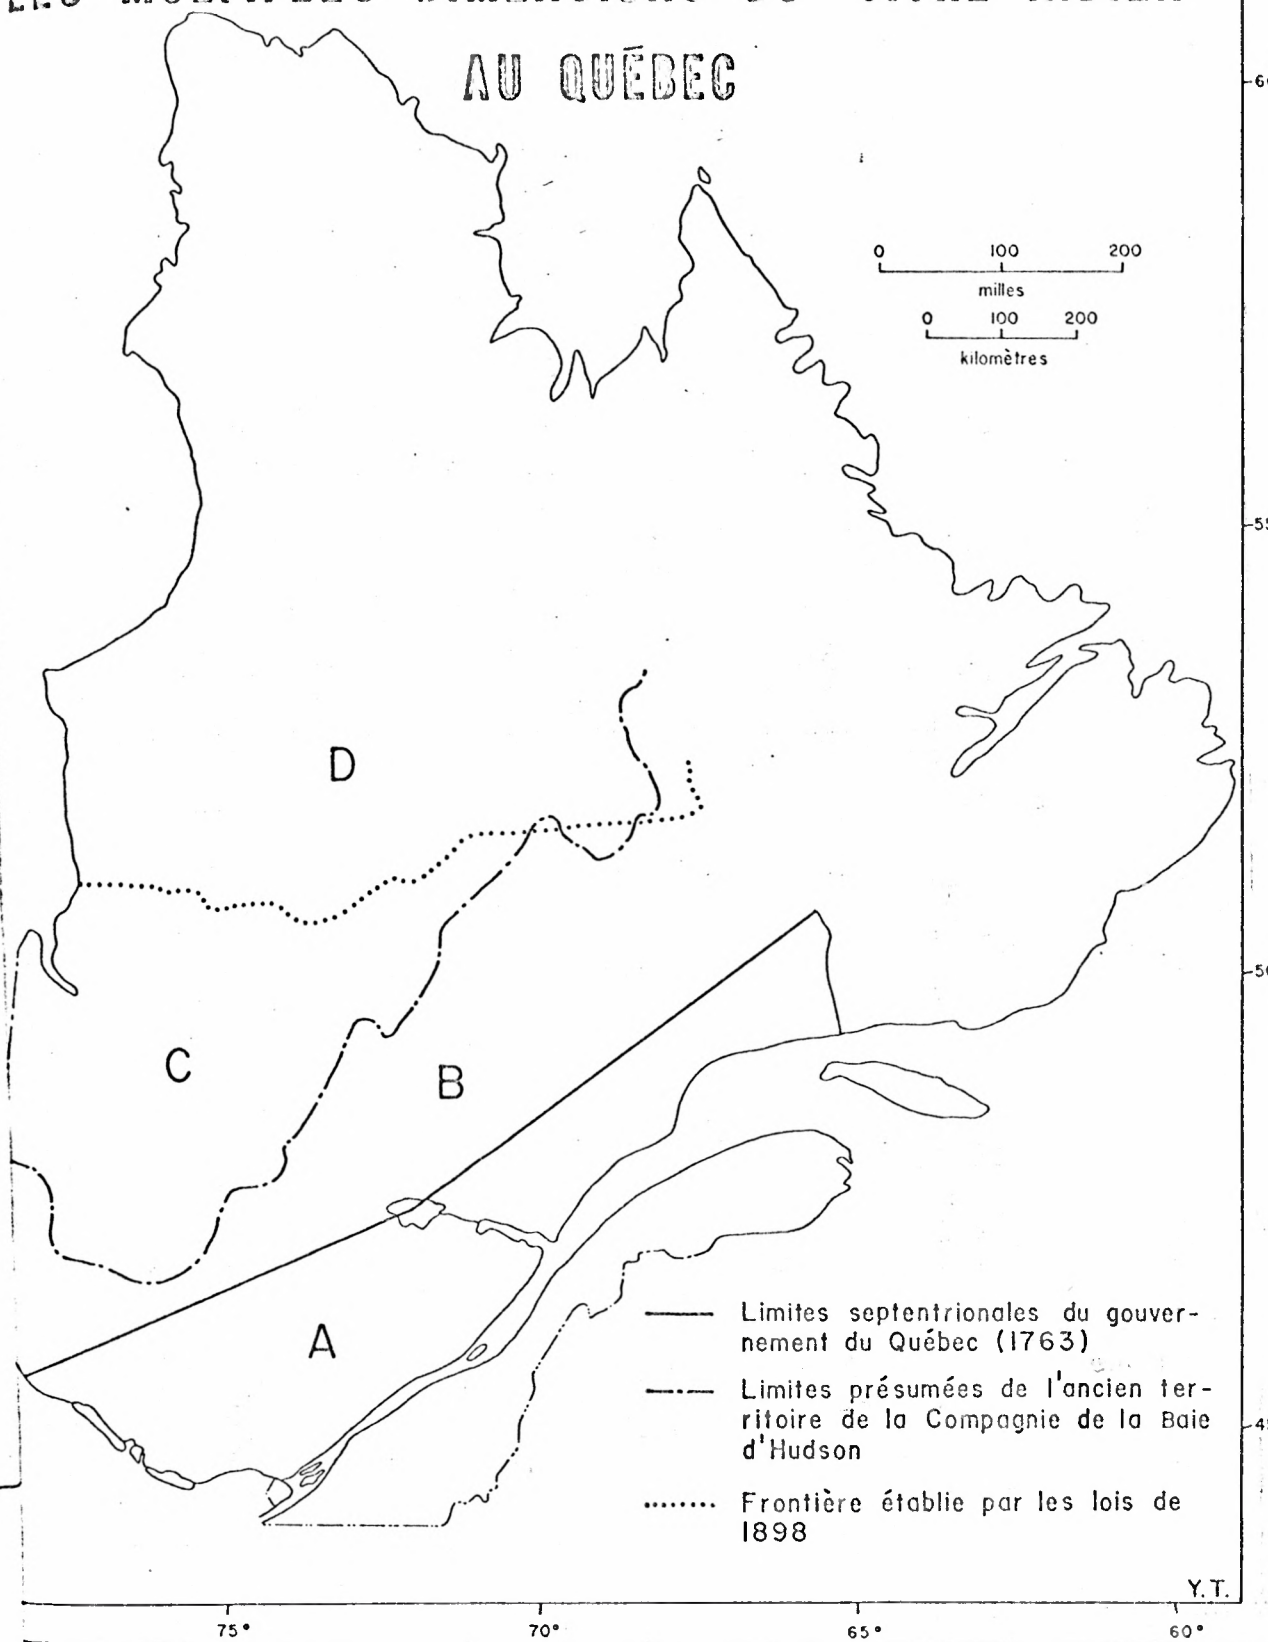 AU QUÉBEC
0 100 200
milles
0 100 200
kilomètres
D
C
B
A
Limites septentrionales du gouver-
nement du Québec (1763)
Limites présumées de l'ancien ter-
ritoire de la Compagnie de la Baie
d'Hudson
Frontière établie par les lois de
1898
Y.T.
75° 70° 65° 60°